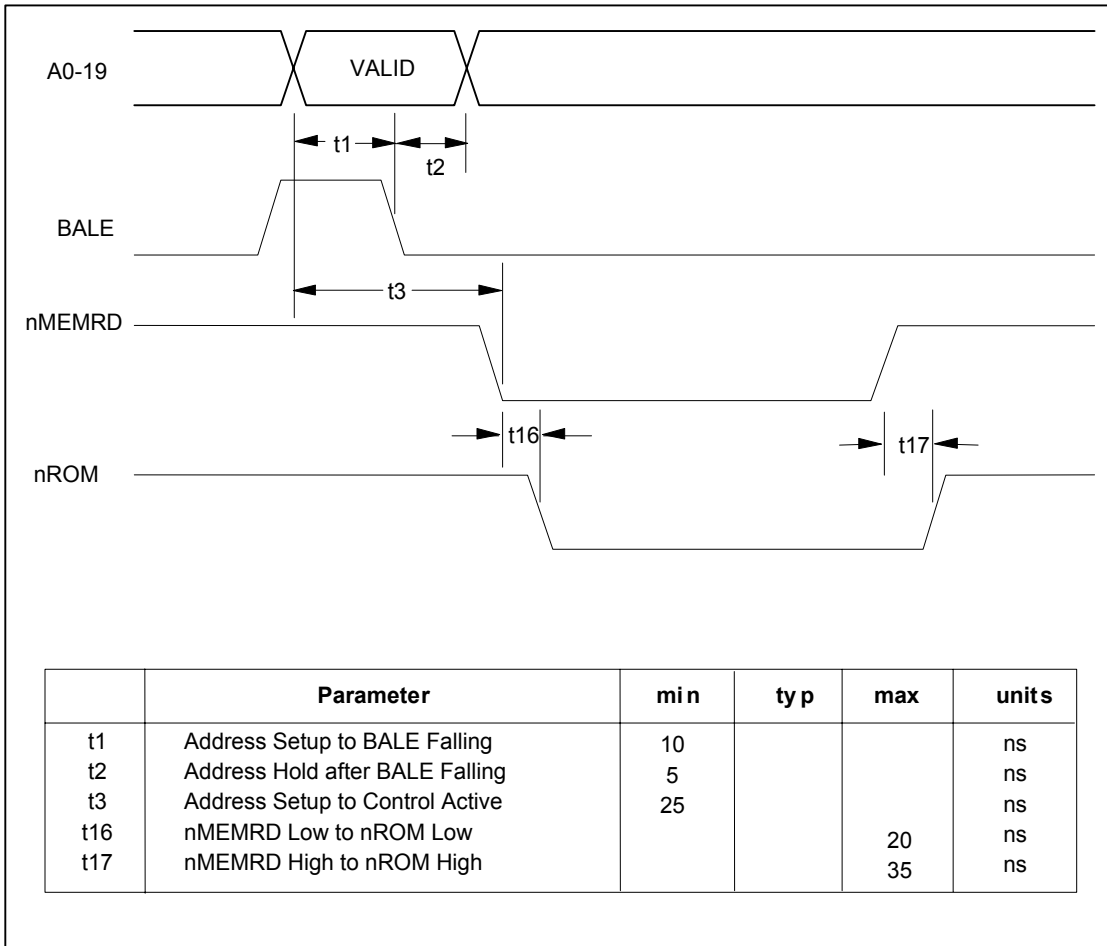 A0-19
VALID
t1
t2
BALE
t3
nMEMRD
t16
t17
nROM
Parameter min typ max units
t1 Address Setup to BALE Falling 10 ns
t2 Address Hold after BALE Falling 5 ns
t3 Address Setup to Control Active 25 ns
t16 nMEMRD Low to nROM Low 20 ns
t17 nMEMRD High to nROM High 35 ns